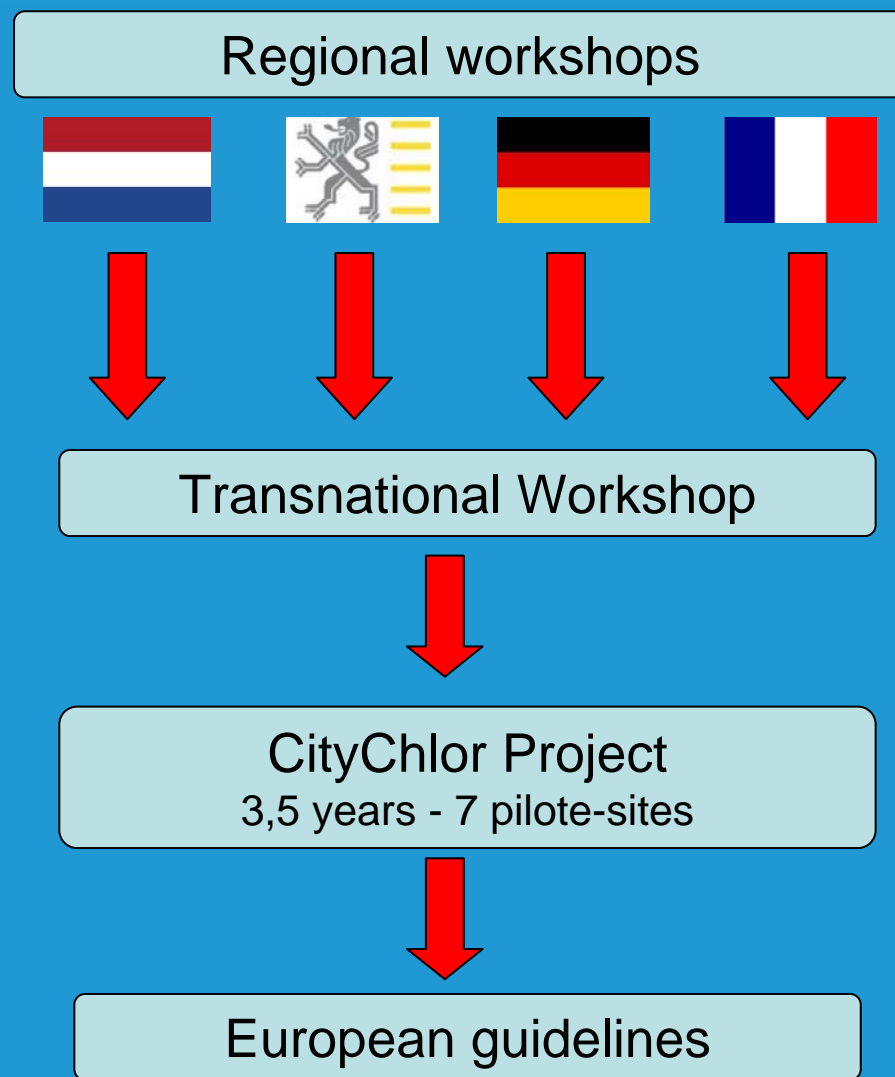 Regional workshops
Transnational Workshop
CityChlor Project
3,5 years - 7 pilote-sites
European guidelines